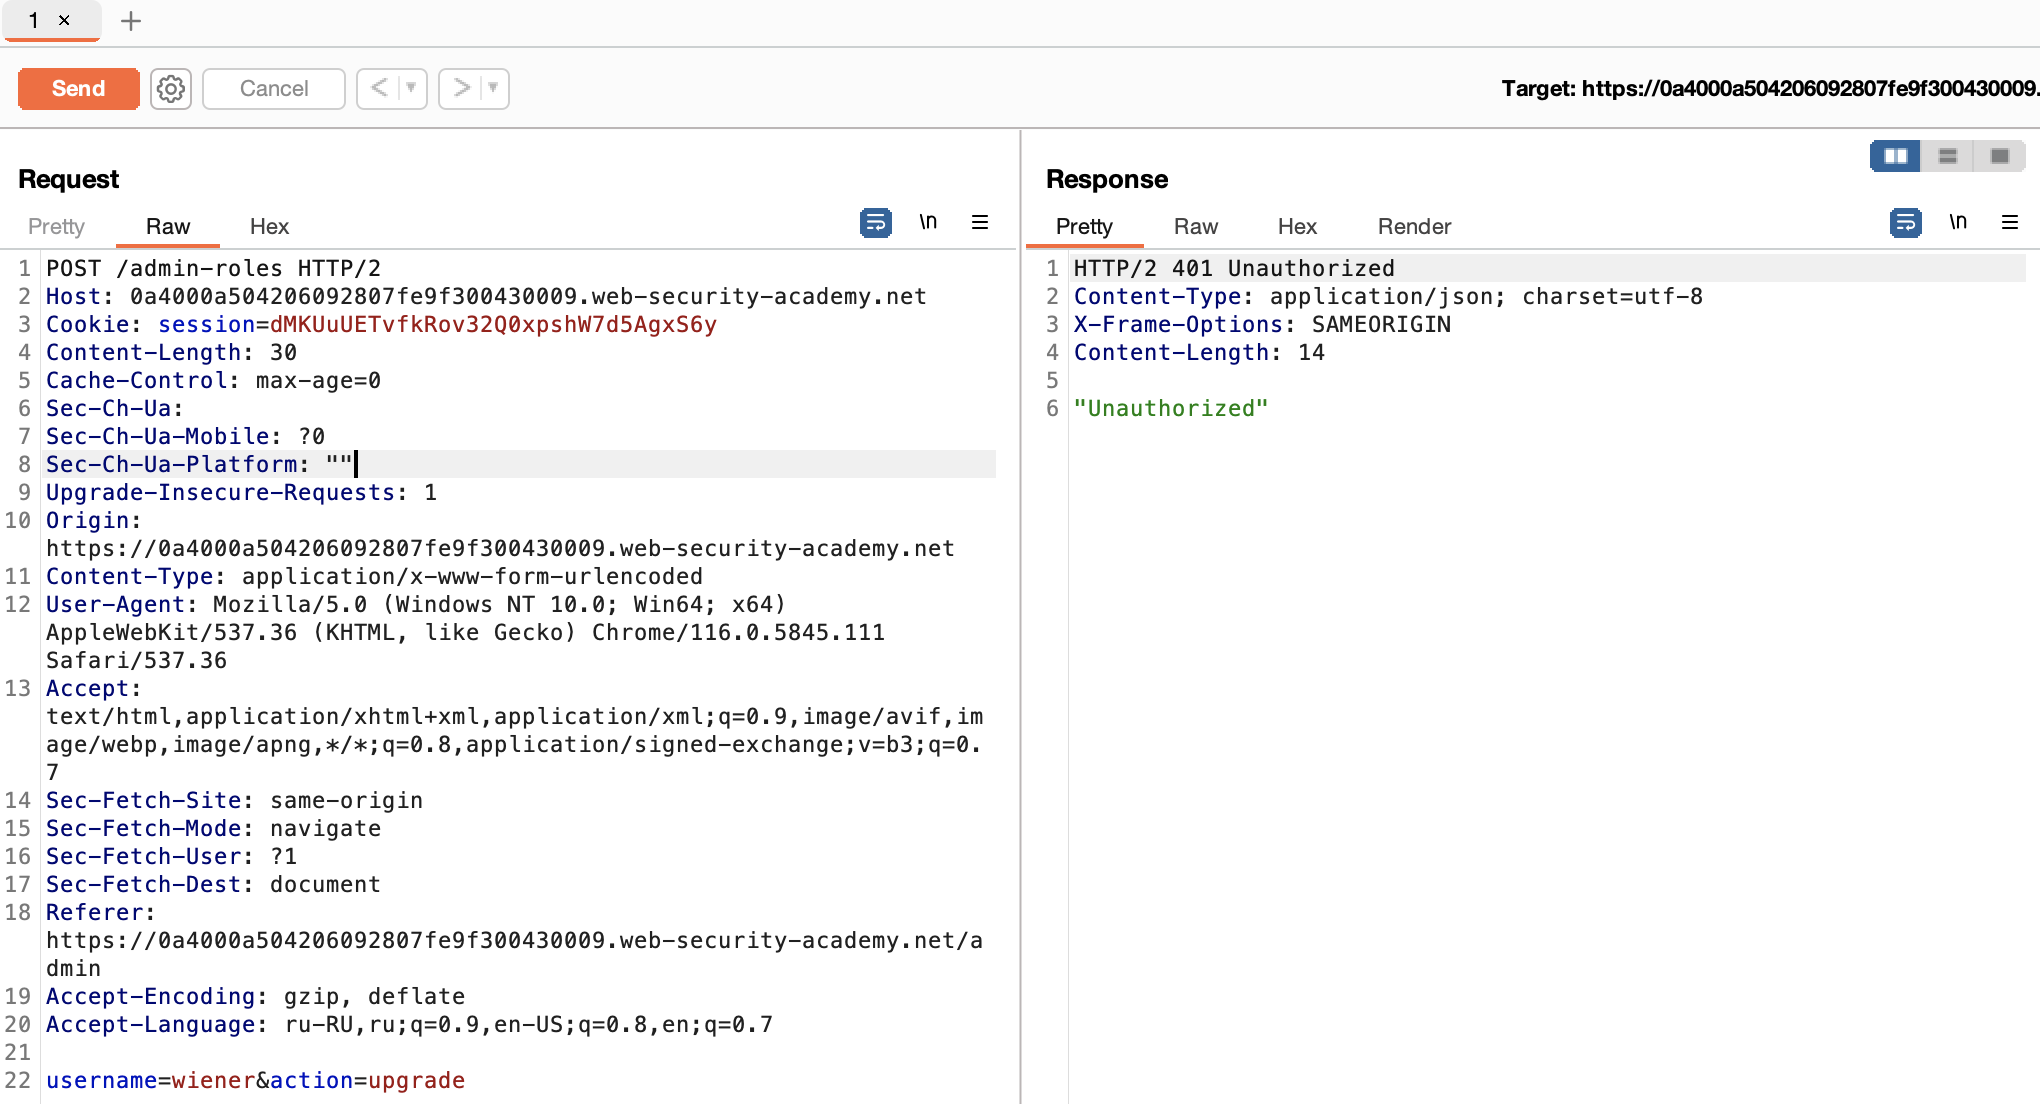 1 ×
Send
Cancel
Target: https://0a4000a504206092807fe9f300430009.
Request
Pretty Raw Hex
\n
1 POST /admin-roles HTTP/2
2 Host: 0a4000a504206092807fe9f300430009.web-security-academy.net
3 Cookie: session=dMKUuUETvfkRov32Q0xpshW7d5AgxS6y
4 Content-Length: 30
5 Cache-Control: max-age=0
6 Sec-Ch-Ua:
7 Sec-Ch-Ua-Mobile: ?0
8 Sec-Ch-Ua-Platform: ""
9 Upgrade-Insecure-Requests: 1
10 Origin:
https://0a4000a504206092807fe9f300430009.web-security-academy.net
11 Content-Type: application/x-www-form-urlencoded
12 User-Agent: Mozilla/5.0 (Windows NT 10.0; Win64; x64)
AppleWebKit/537.36 (KHTML, like Gecko) Chrome/116.0.5845.111
Safari/537.36
13 Accept:
text/html,application/xhtml+xml,application/xml;q=0.9,image/avif,im
age/webp,image/apng,*/*;q=0.8,application/signed-exchange;v=b3;q=0.
7
14 Sec-Fetch-Site: same-origin
15 Sec-Fetch-Mode: navigate
16 Sec-Fetch-User: ?1
17 Sec-Fetch-Dest: document
18 Referer:
https://0a4000a504206092807fe9f300430009.web-security-academy.net/a
dmin
19 Accept-Encoding: gzip, deflate
20 Accept-Language: ru-RU,ru;q=0.9,en-US;q=0.8,en;q=0.7
21
22 username=wiener&action=upgrade
Response
Pretty Raw Hex Render
\n
1 HTTP/2 401 Unauthorized
2 Content-Type: application/json; charset=utf-8
3 X-Frame-Options: SAMEORIGIN
4 Content-Length: 14
5
6 "Unauthorized"